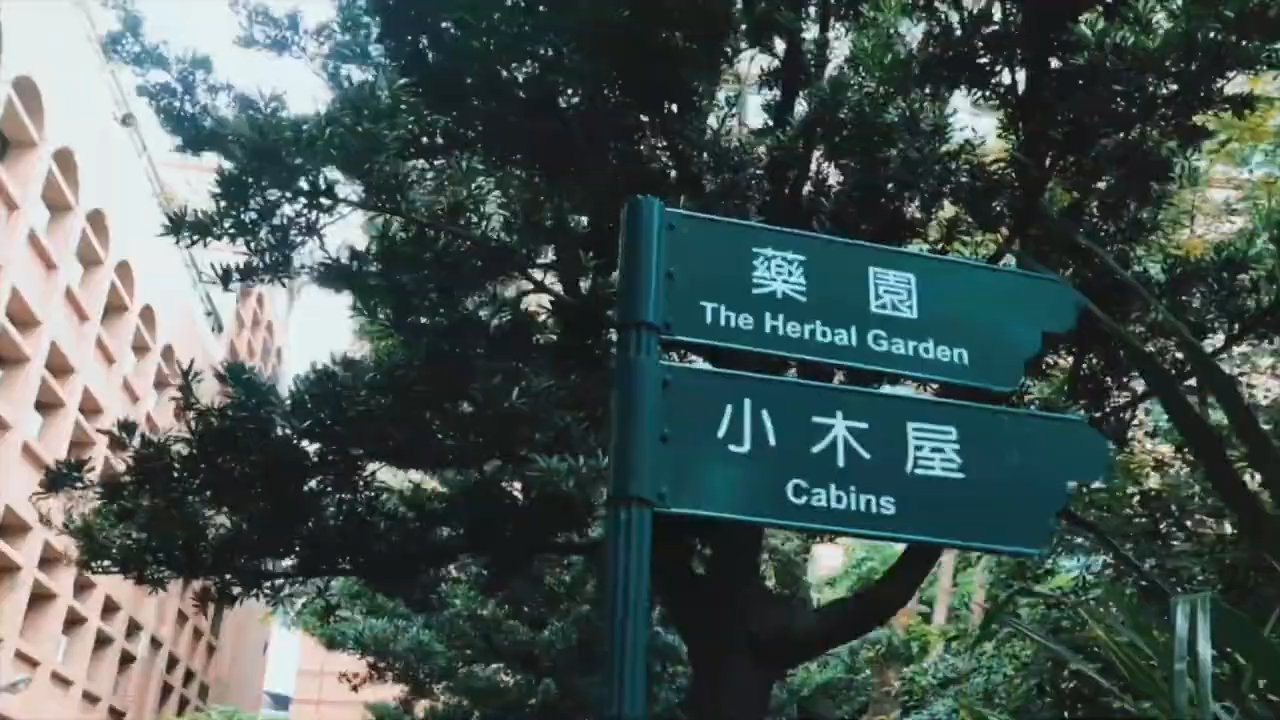 藥園
The Herbal Garden
小木屋
Cabins